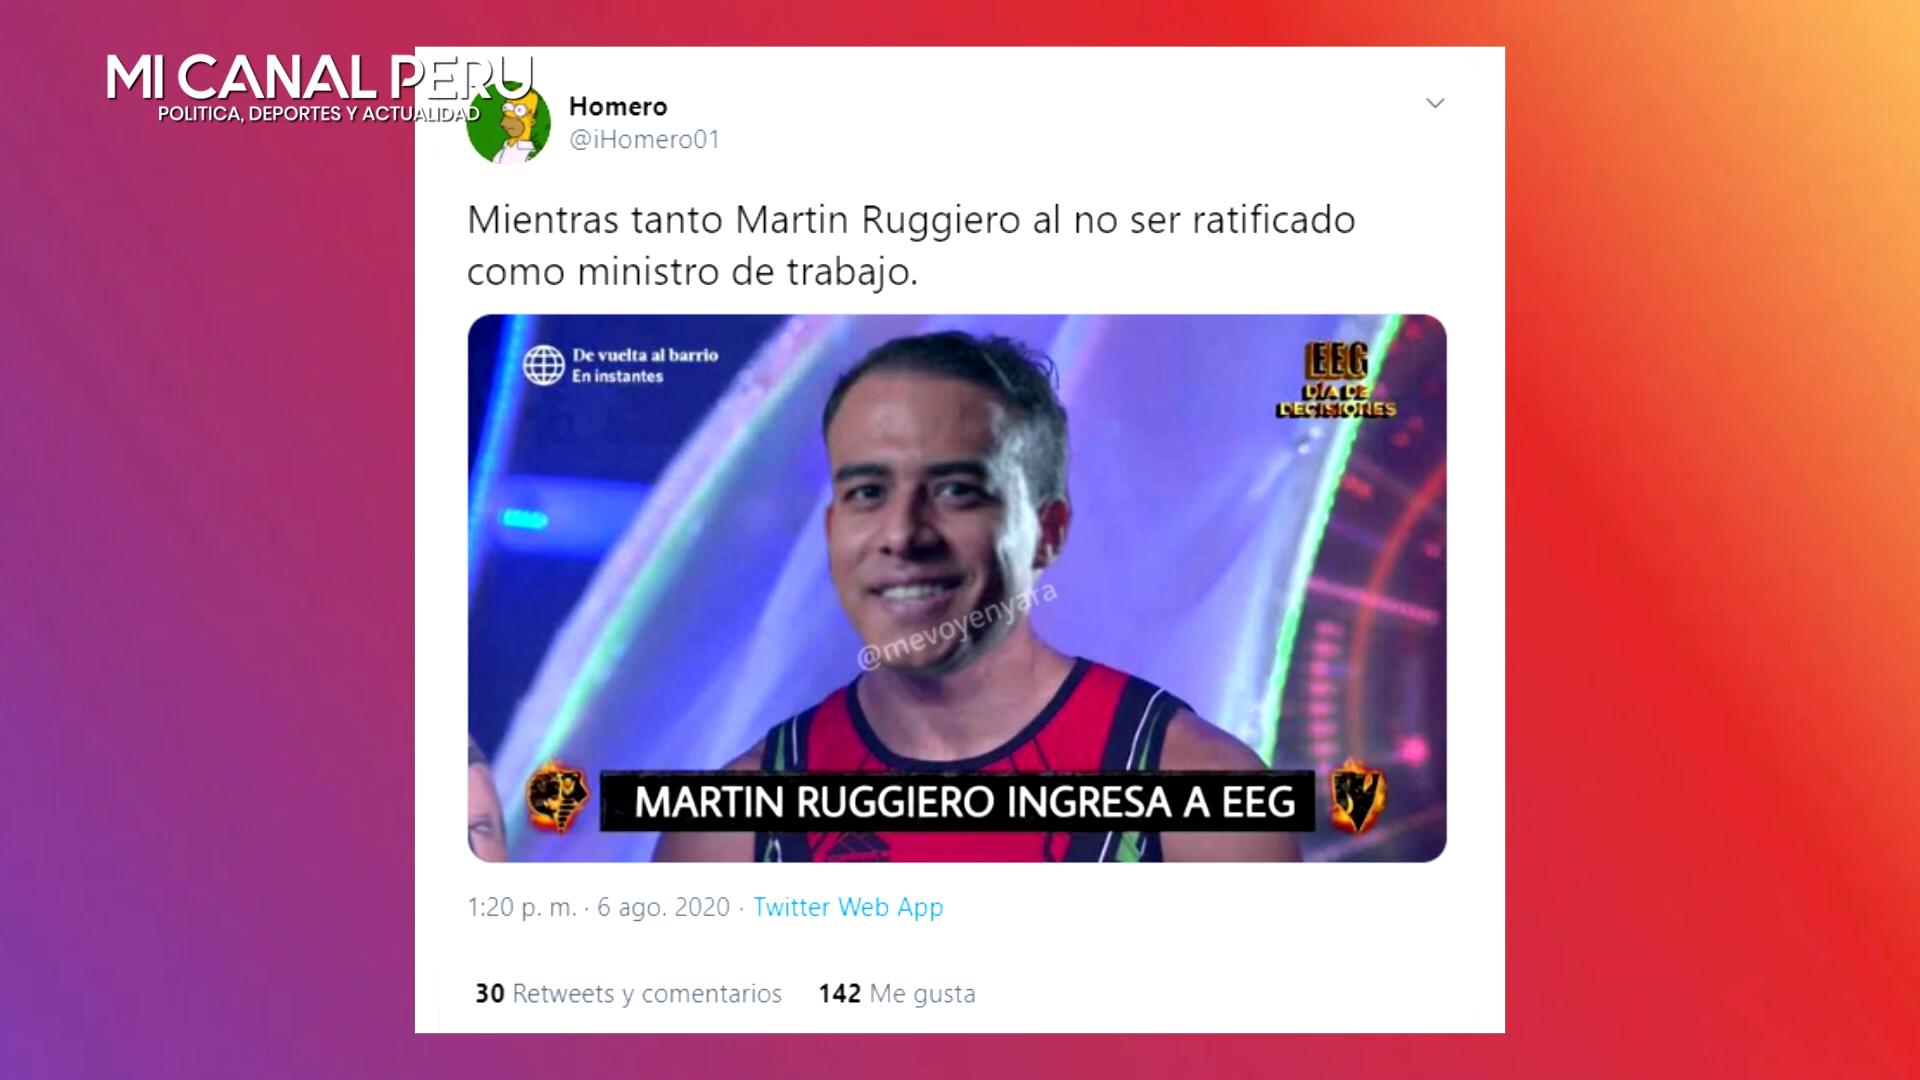 MI CANAL PERU
POLITICA, DEPORTES Y ACTUALIDAD
Homero
@iHomero01
Mientras tanto Martin Ruggiero al no ser ratificado
como ministro de trabajo.
De vuelta al barrio
En instantes
EEG
DÍA DE
DECISIONES
@mevoyenyara
MARTIN RUGGIERO INGRESA A EEG
1:20 p. m. · 6 ago. 2020 · Twitter Web App
30 Retweets y comentarios 142 Me gusta